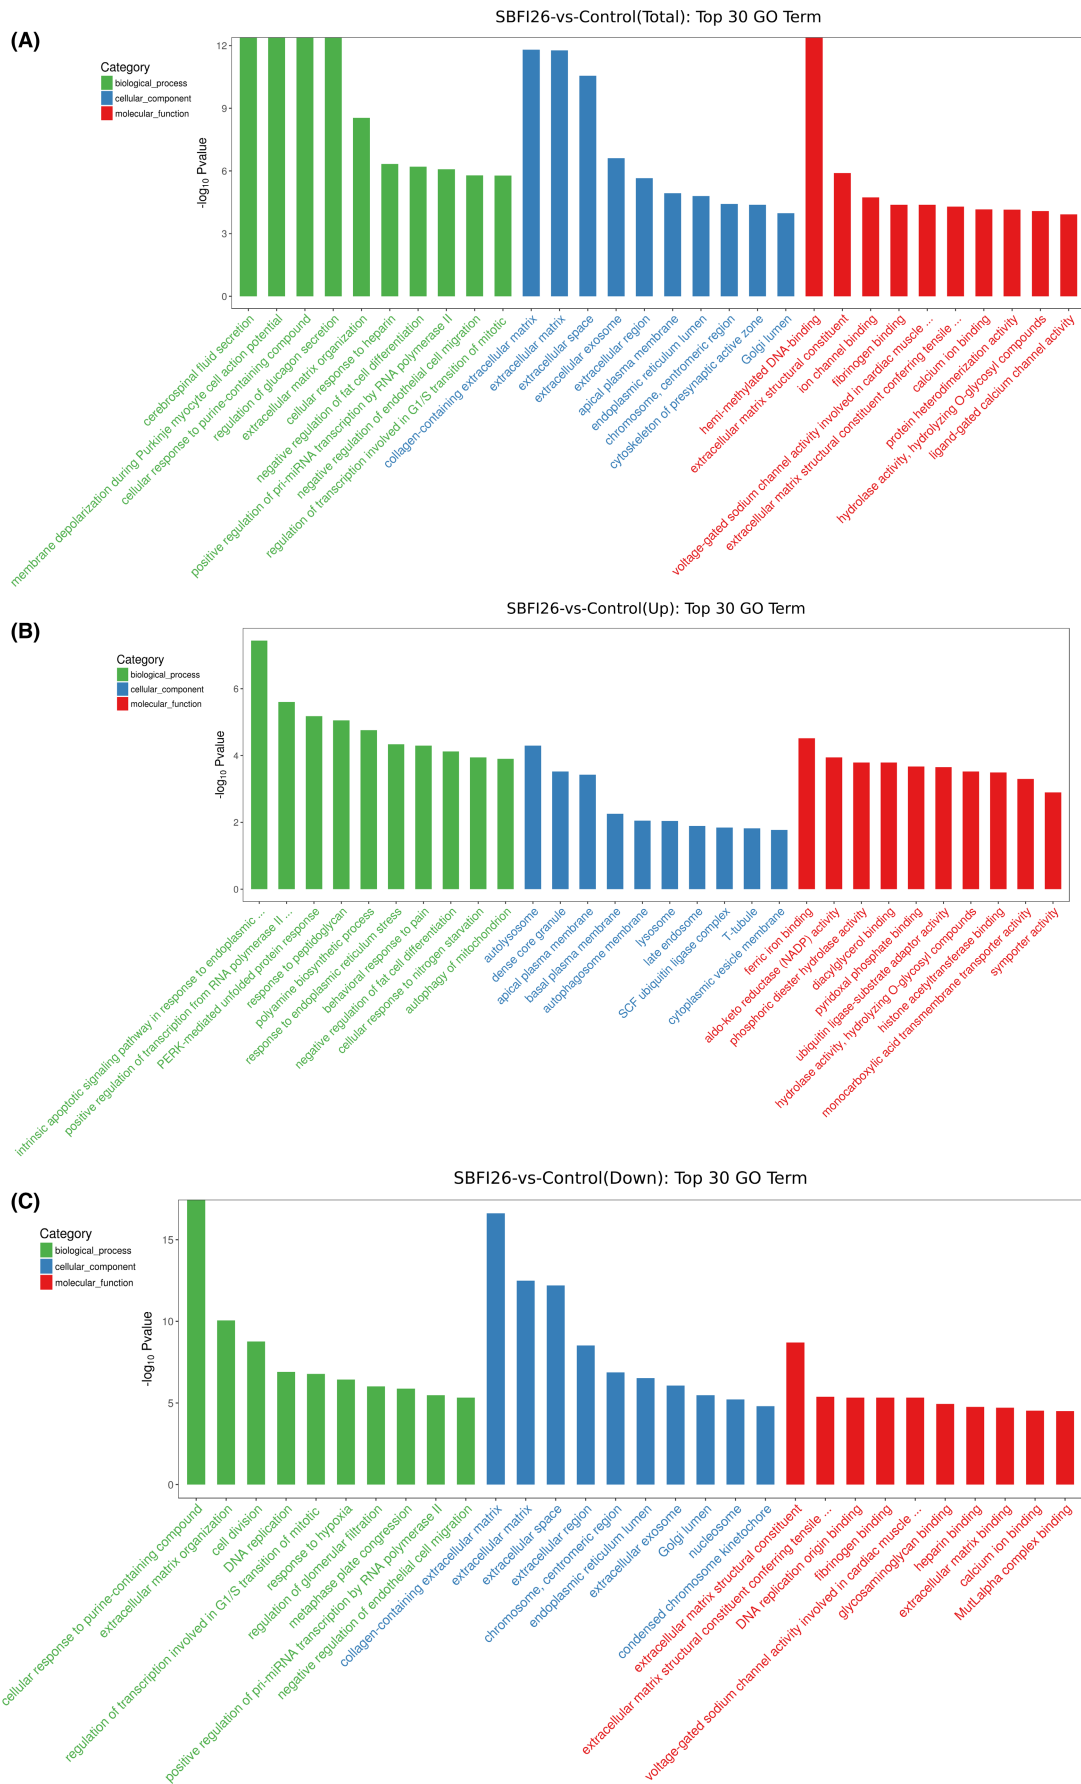 (A)
SBFI26-vs-Control(Total): Top 30 GO Term
Category
biological_process
cellular_component
molecular_function
-log10 Pvalue
12
9
6
3
0
cerebrospinal fluid secretion
membrane depolarization during Purkinje myocyte cell action potential
cellular response to purine-containing compound
regulation of glucagon secretion
extracellular matrix organization
cellular response to heparin
negative regulation of fat cell differentiation
positive regulation of pri-miRNA transcription by RNA polymerase II
negative regulation of endothelial cell migration
regulation of transcription involved in G1/S transition of mitotic
collagen-containing extracellular matrix
extracellular matrix
extracellular space
extracellular exosome
extracellular region
apical plasma membrane
endoplasmic reticulum lumen
chromosome, centromeric region
cytoskeleton of presynaptic active zone
Golgi lumen
hemi-methylated DNA-binding
extracellular matrix structural constituent
ion channel binding
fibrinogen binding
voltage-gated sodium channel activity involved in cardiac muscle ...
extracellular matrix structural constituent conferring tensile ...
calcium ion binding
protein heterodimerization activity
hydrolase activity, hydrolyzing O-glycosyl compounds
ligand-gated calcium channel activity
(B)
SBFI26-vs-Control(Up): Top 30 GO Term
Category
biological_process
cellular_component
molecular_function
-log10 Pvalue
6
4
2
0
intrinsic apoptotic signaling pathway in response to endoplasmic ...
positive regulation of transcription from RNA polymerase II ...
PERK-mediated unfolded protein response
response to peptidoglycan
polyamine biosynthetic process
response to endoplasmic reticulum stress
behavioral response to pain
negative regulation of fat cell differentiation
cellular response to nitrogen starvation
autophagy of mitochondrion
autolysosome
dense core granule
apical plasma membrane
basal plasma membrane
autophagosome membrane
lysosome
late endosome
SCF ubiquitin ligase complex
T-tubule
cytoplasmic vesicle membrane
ferric iron binding
aldo-keto reductase (NADP) activity
phosphoric diester hydrolase activity
diacylglycerol binding
pyridoxal phosphate binding
ubiquitin ligase-substrate adaptor activity
hydrolase activity, hydrolyzing O-glycosyl compounds
histone acetyltransferase binding
monocarboxylic acid transmembrane transporter activity
symporter activity
(C)
SBFI26-vs-Control(Down): Top 30 GO Term
Category
biological_process
cellular_component
molecular_function
-log10 Pvalue
15
10
5
0
cellular response to purine-containing compound
extracellular matrix organization
cell division
DNA replication
regulation of transcription involved in G1/S transition of mitotic
response to hypoxia
regulation of glomerular filtration
metaphase plate congression
positive regulation of pri-miRNA transcription by RNA polymerase II
negative regulation of endothelial cell migration
collagen-containing extracellular matrix
extracellular matrix
extracellular space
extracellular region
chromosome, centromeric region
endoplasmic reticulum lumen
extracellular exosome
Golgi lumen
nucleosome
condensed chromosome kinetochore
extracellular matrix structural constituent
extracellular matrix structural constituent conferring tensile ...
DNA replication origin binding
fibrinogen binding
voltage-gated sodium channel activity involved in cardiac muscle ...
glycosaminoglycan binding
heparin binding
extracellular matrix binding
calcium ion binding
MutLalpha complex binding